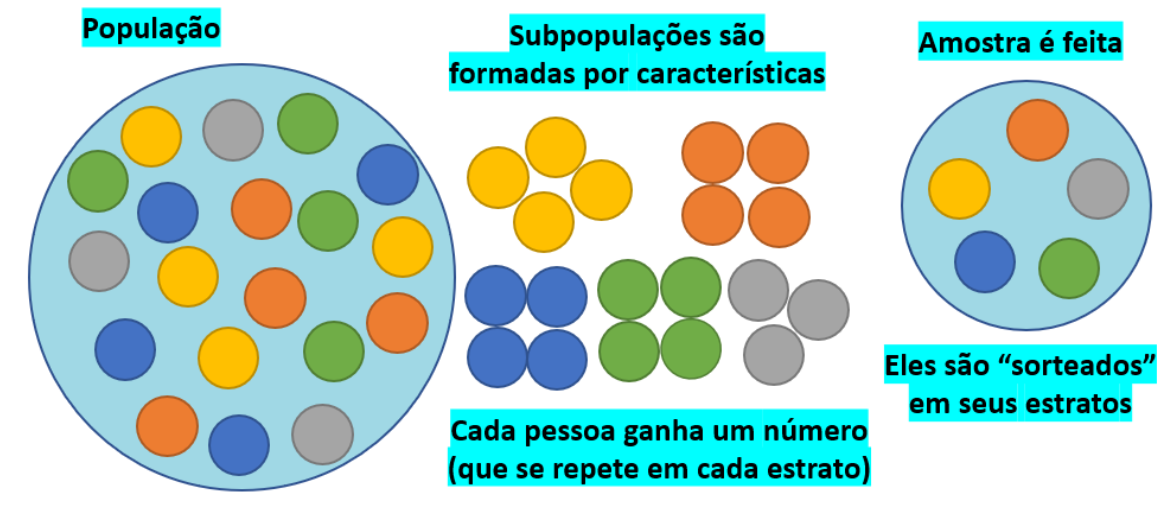 População
Subpopulações são
formadas por característicias
Amostra é feita
Cada pessoa ganha um número
(que se repete em cada estrato)
Eles são “sorteados”
em seus estratos